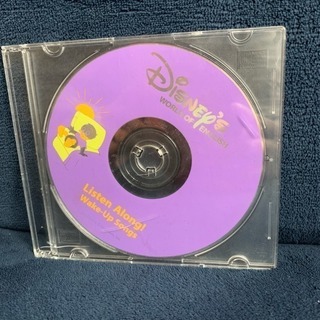 DISNEY'S
WORLD OF ENGLISH
Listen Along!
Wake-Up Songs